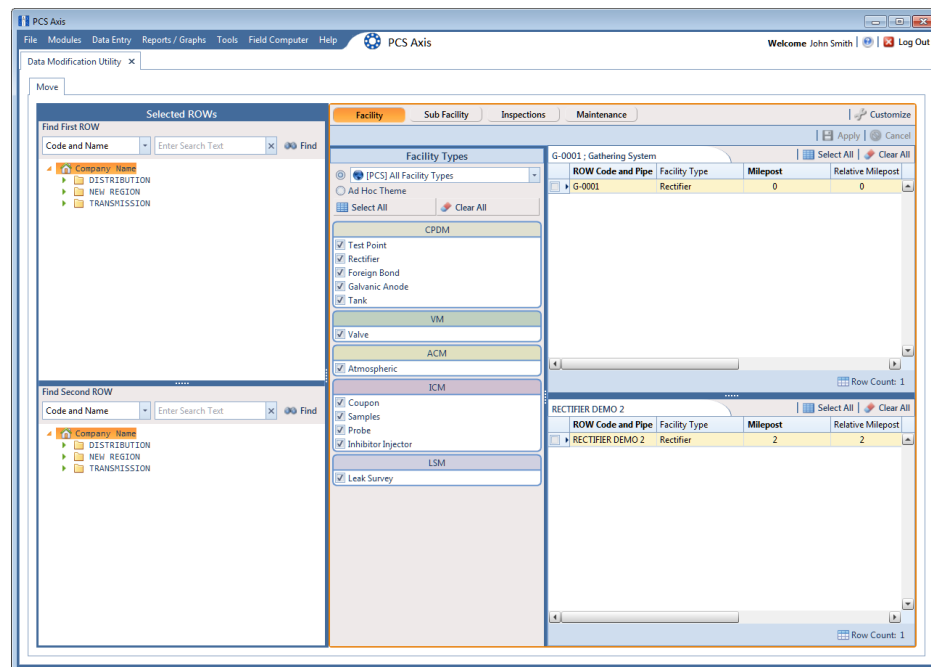 PCS Axis
File Modules Data Entry Reports / Graphs Tools Field Computer Help
PCS Axis
Welcome John Smith
Log Out
Data Modification Utility
Move
Selected ROWs
Find First ROW
Code and Name
Enter Search Text
Find
Company Name
DISTRIBUTION
NEW REGION
TRANSMISSION
Find Second ROW
Code and Name
Enter Search Text
Find
Company Name
DISTRIBUTION
NEW REGION
TRANSMISSION
Facility Sub Facility Inspections Maintenance
Customize
Apply Cancel
Facility Types
[PCS] All Facility Types
Ad Hoc Theme
Select All Clear All
CPDM
Test Point
Rectifier
Foreign Bond
Galvanic Anode
Tank
VM
Valve
ACM
Atmospheric
ICM
Coupon
Samples
Probe
Inhibitor Injector
LSM
Leak Survey
G-0001 ; Gathering System
Select All Clear All
ROW Code and Pipe Facility Type Milepost Relative Milepost
G-0001 Rectifier 0 0
Row Count: 1
RECTIFIER DEMO 2
Select All Clear All
ROW Code and Pipe Facility Type Milepost Relative Milepost
RECTIFIER DEMO 2 Rectifier 2 2
Row Count: 1